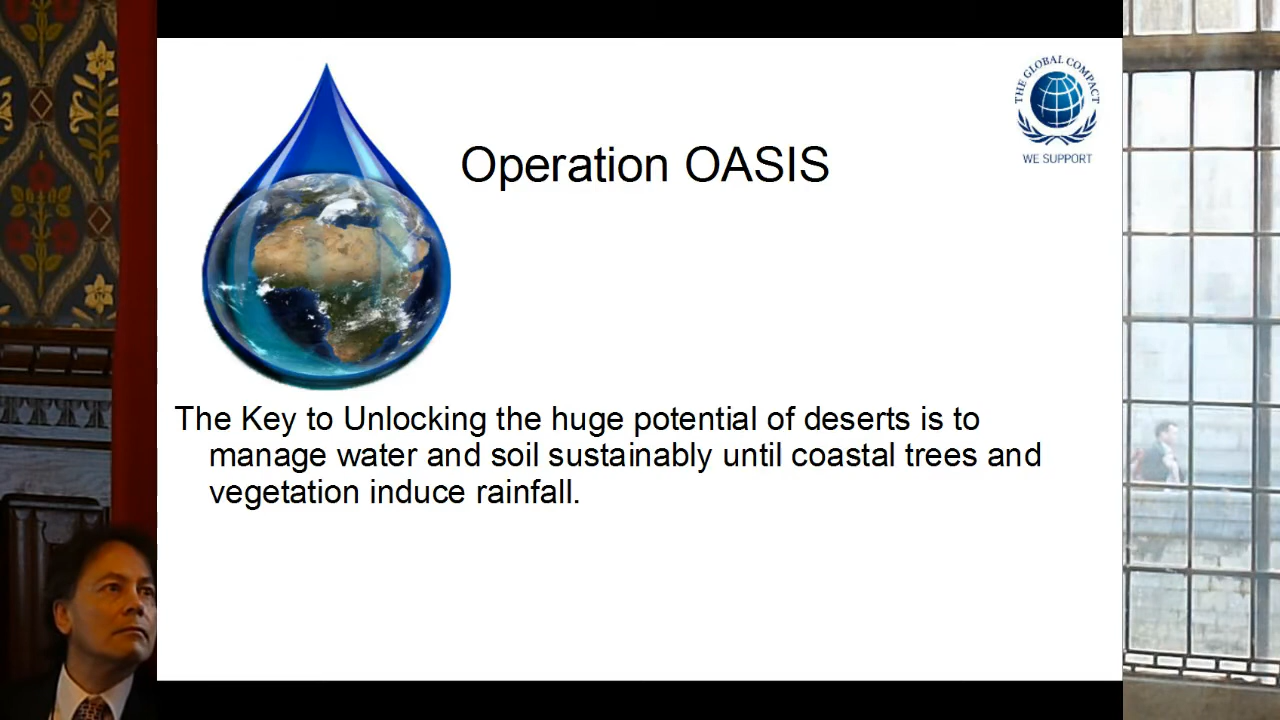 THE GLOBAL COMPACT
WE SUPPORT
Operation OASIS
The Key to Unlocking the huge potential of deserts is to
manage water and soil sustainably until coastal trees and
vegetation induce rainfall.